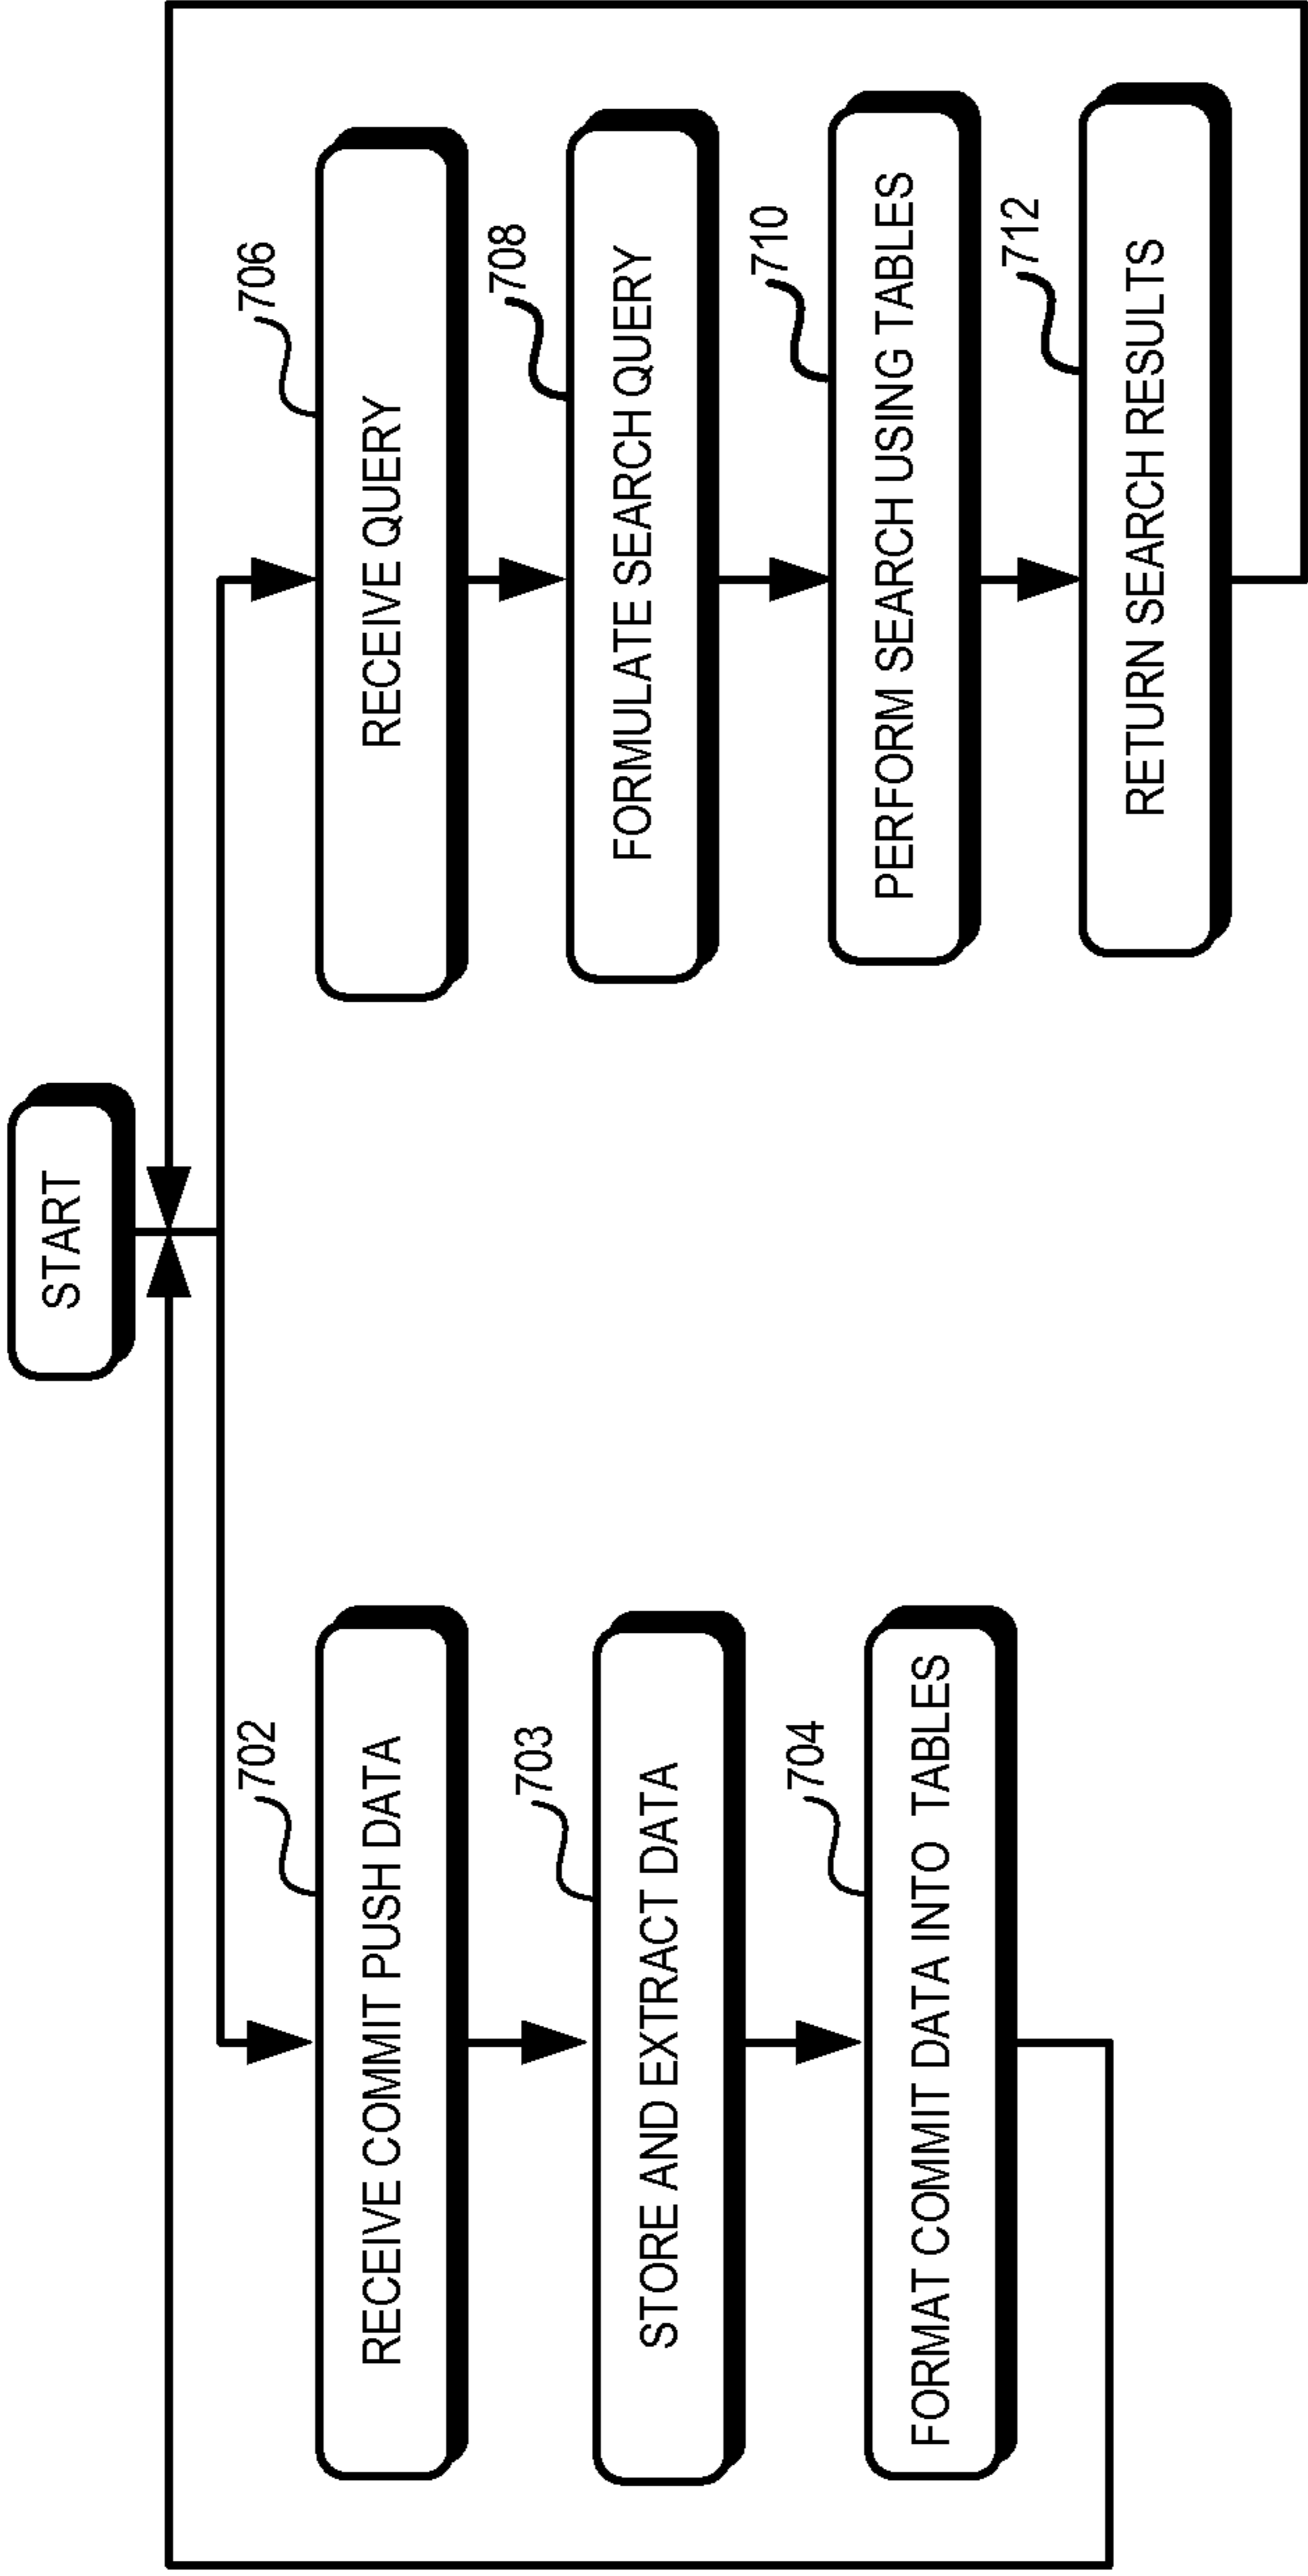 START
702
RECEIVE COMMIT PUSH DATA
703
STORE AND EXTRACT DATA
704
FORMAT COMMIT DATA INTO TABLES
706
RECEIVE QUERY
708
FORMULATE SEARCH QUERY
710
PERFORM SEARCH USING TABLES
712
RETURN SEARCH RESULTS